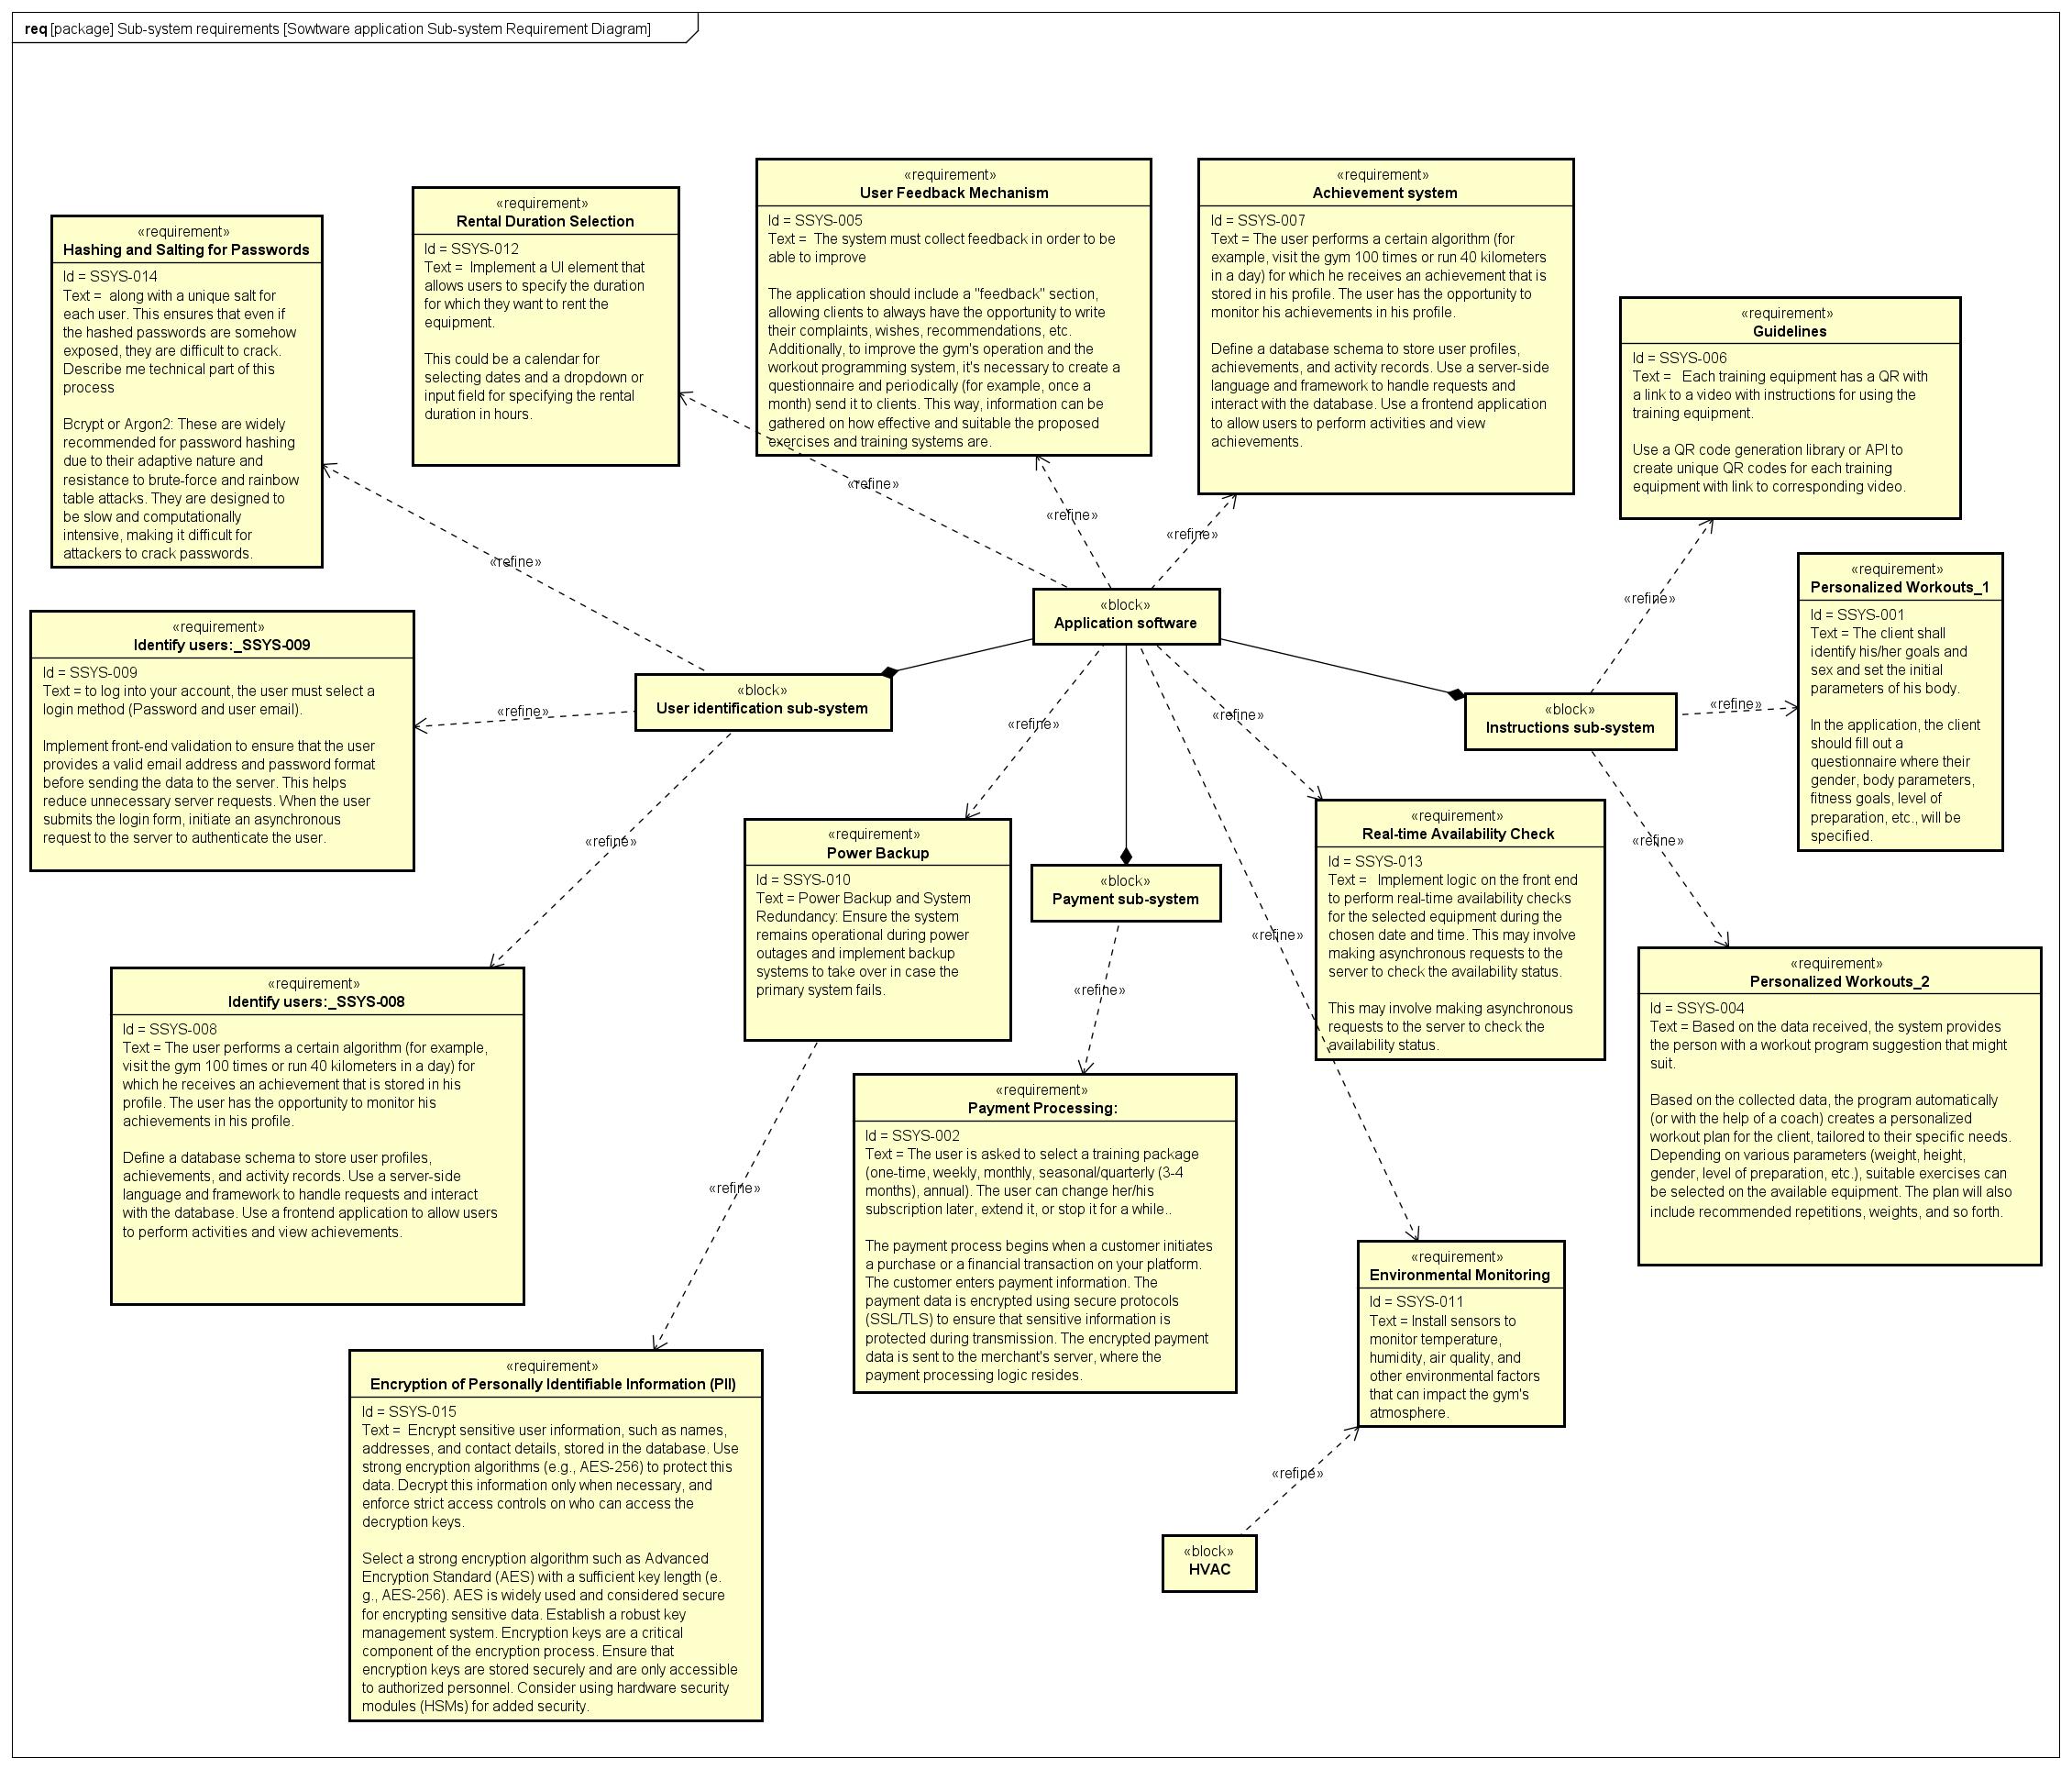 req [package] Sub-system requirements [Sowtware application Sub-system Requirement Diagram]
«requirement»
Hashing and Salting for Passwords
Id = SSYS-014
Text =  along with a unique salt for
each user. This ensures that even if
the hashed passwords are somehow
exposed, they are difficult to crack.
Describe me technical part of this
process
Bcrypt or Argon2: These are widely
recommended for password hashing
due to their adaptive nature and
resistance to brute-force and rainbow
table attacks. They are designed to
be slow and computationally
intensive, making it difficult for
attackers to crack passwords.
«requirement»
Rental Duration Selection
Id = SSYS-012
Text =  Implement a UI element that
allows users to specify the duration
for which they want to rent the
equipment.
This could be a calendar for
selecting dates and a dropdown or
input field for specifying the rental
duration in hours.
«requirement»
User Feedback Mechanism
Id = SSYS-005
Text =  The system must collect feedback in order to be
able to improve
The application should include a "feedback" section,
allowing clients to always have the opportunity to write
their complaints, wishes, recommendations, etc.
Additionally, to improve the gym's operation and the
workout programming system, it's necessary to create a
questionnaire and periodically (for example, once a
month) send it to clients. This way, information can be
gathered on how effective and suitable the proposed
exercises and training systems are.
«requirement»
Achievement system
Id = SSYS-007
Text = The user performs a certain algorithm (for
example, visit the gym 100 times or run 40 kilometers
in a day) for which he receives an achievement that is
stored in his profile. The user has the opportunity to
monitor his achievements in his profile.
Define a database schema to store user profiles,
achievements, and activity records. Use a server-side
language and framework to handle requests and
interact with the database. Use a frontend application
to allow users to perform activities and view
achievements.
«requirement»
Guidelines
Id = SSYS-006
Text =   Each training equipment has a QR with
a link to a video with instructions for using the
training equipment.
Use a QR code generation library or API to
create unique QR codes for each training
equipment with link to corresponding video.
«refine»
«refine»
«refine»
«refine»
«refine»
«requirement»
Personalized Workouts_1
Id = SSYS-001
Text = The client shall
identify his/her goals and
sex and set the initial
parameters of his body.
In the application, the client
should fill out a
questionnaire where their
gender, body parameters,
fitness goals, level of
preparation, etc., will be
specified.
«block»
Application software
«requirement»
Identify users:_SSYS-009
Id = SSYS-009
Text = to log into your account, the user must select a
login method (Password and user email).
Implement front-end validation to ensure that the user
provides a valid email address and password format
before sending the data to the server. This helps
reduce unnecessary server requests. When the user
submits the login form, initiate an asynchronous
request to the server to authenticate the user.
«refine»
«block»
User identification sub-system
«refine»
«refine»
«block»
Instructions sub-system
«refine»
«refine»
«refine»
«requirement»
Power Backup
Id = SSYS-010
Text = Power Backup and System
Redundancy: Ensure the system
remains operational during power
outages and implement backup
systems to take over in case the
primary system fails.
«block»
Payment sub-system
«refine»
«requirement»
Real-time Availability Check
Id = SSYS-013
Text =   Implement logic on the front end
to perform real-time availability checks
for the selected equipment during the
chosen date and time. This may involve
making asynchronous requests to the
server to check the availability status.
This may involve making asynchronous
requests to the server to check the
availability status.
«refine»
«requirement»
Personalized Workouts_2
Id = SSYS-004
Text = Based on the data received, the system provides
the person with a workout program suggestion that might
suit.
Based on the collected data, the program automatically
(or with the help of a coach) creates a personalized
workout plan for the client, tailored to their specific needs.
Depending on various parameters (weight, height,
gender, level of preparation, etc.), suitable exercises can
be selected on the available equipment. The plan will also
include recommended repetitions, weights, and so forth.
«requirement»
Identify users:_SSYS-008
Id = SSYS-008
Text = The user performs a certain algorithm (for example,
visit the gym 100 times or run 40 kilometers in a day) for
which he receives an achievement that is stored in his
profile. The user has the opportunity to monitor his
achievements in his profile.
Define a database schema to store user profiles,
achievements, and activity records. Use a server-side
language and framework to handle requests and interact
with the database. Use a frontend application to allow users
to perform activities and view achievements.
«refine»
«requirement»
Payment Processing:
Id = SSYS-002
Text = The user is asked to select a training package
(one-time, weekly, monthly, seasonal/quarterly (3-4
months), annual). The user can change her/his
subscription later, extend it, or stop it for a while..
The payment process begins when a customer initiates
a purchase or a financial transaction on your platform.
The customer enters payment information. The
payment data is encrypted using secure protocols
(SSL/TLS) to ensure that sensitive information is
protected during transmission. The encrypted payment
data is sent to the merchant's server, where the
payment processing logic resides.
«requirement»
Environmental Monitoring
Id = SSYS-011
Text = Install sensors to
monitor temperature,
humidity, air quality, and
other environmental factors
that can impact the gym's
atmosphere.
«requirement»
Encryption of Personally Identifiable Information (PII)
Id = SSYS-015
Text =  Encrypt sensitive user information, such as names,
addresses, and contact details, stored in the database. Use
strong encryption algorithms (e.g., AES-256) to protect this
data. Decrypt this information only when necessary, and
enforce strict access controls on who can access the
decryption keys.
Select a strong encryption algorithm such as Advanced
Encryption Standard (AES) with a sufficient key length (e.
g., AES-256). AES is widely used and considered secure
for encrypting sensitive data. Establish a robust key
management system. Encryption keys are a critical
component of the encryption process. Ensure that
encryption keys are stored securely and are only accessible
to authorized personnel. Consider using hardware security
modules (HSMs) for added security.
«refine»
«block»
HVAC